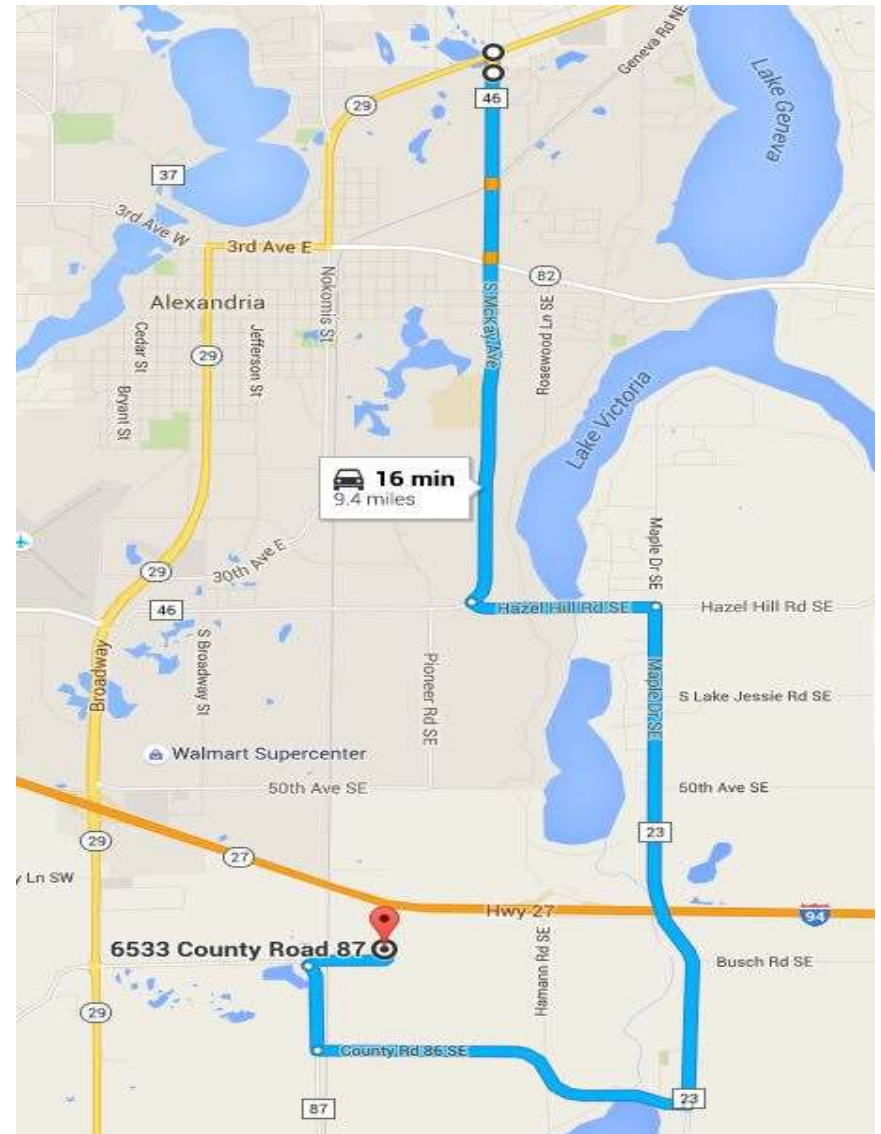 Geneva Rd NE
46
29
Lake Geneva
37
3rd Ave W
3rd Ave E
82
Alexandria
Nokomis St
S McKay Ave
Rosewood Ln SE
Cedar St
Jefferson St
29
Bryant St
Lake Victoria
16 min
9.4 miles
Maple Dr SE
30th Ave E
29
46
Hazel Hill Rd SE
Hazel Hill Rd SE
Broadway
S Broadway St
Pioneer Rd SE
Maple Dr SE
S Lake Jessie Rd SE
Walmart Supercenter
50th Ave SE
50th Ave SE
23
29
27
y Ln SW
Hwy 27
94
6533 County Road 87
Hamann Rd SE
Busch Rd SE
29
County Rd 86 SE
23
87